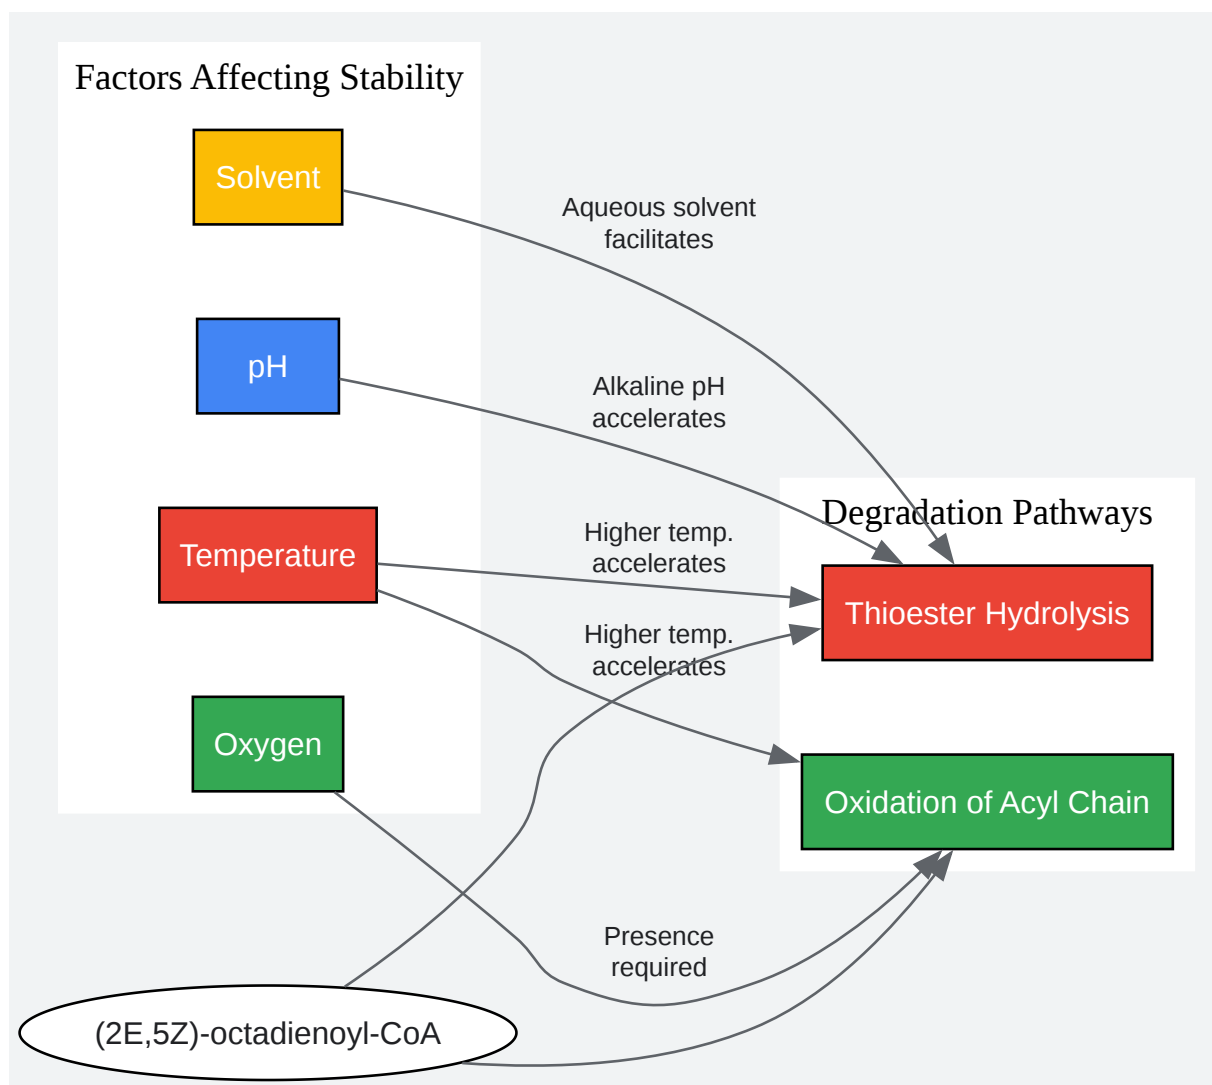 Factors Affecting Stability
Solvent
Aqueous solvent
facilitates
pH
Alkaline pH
accelerates
Degradation Pathways
Temperature
Higher temp.
accelerates
Thioester Hydrolysis
Higher temp.
accelerates
Oxygen
Oxidation of Acyl Chain
Presence
required
(2E,5Z)-octadienoyl-CoA